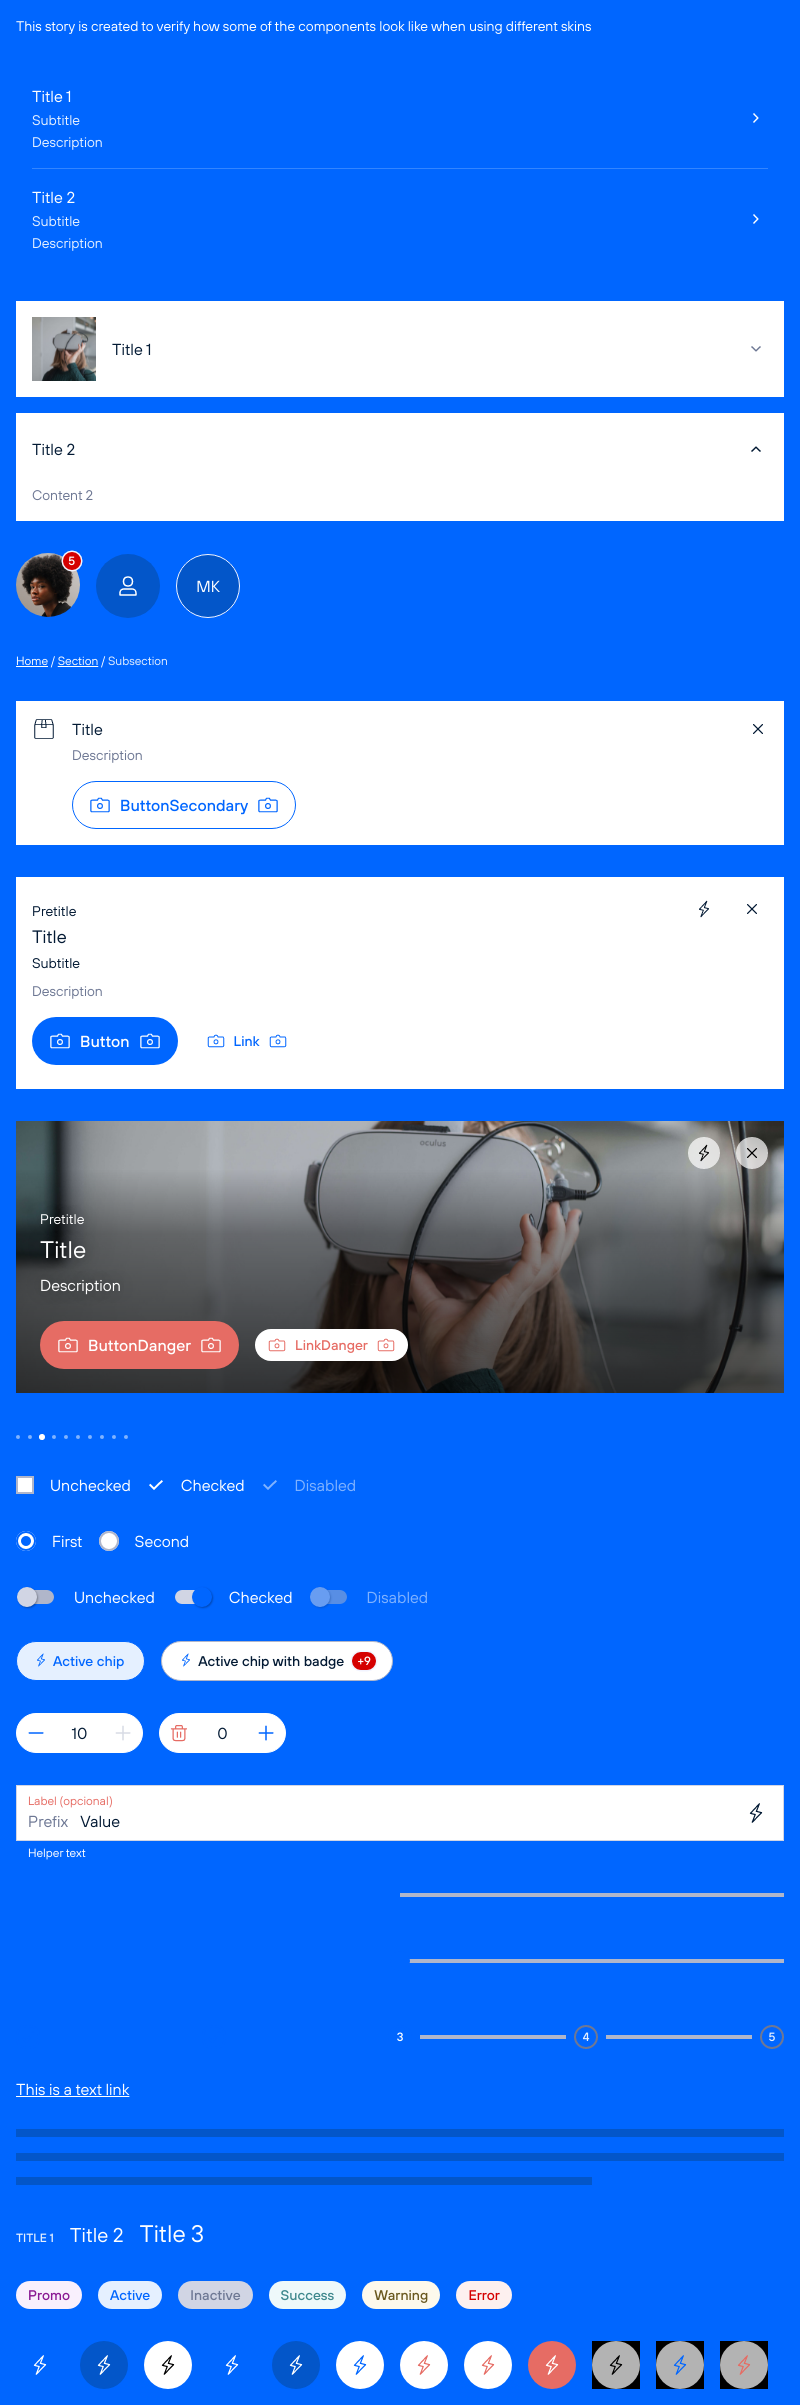 This story is created to verify how some of the components look like when using different skins
Title 1
Subtitle
Description
Title 2
Subtitle
Description
Title 1
Title 2
Content 2
5
MK
Home / Section / Subsection
Title
Description
ButtonSecondary
Pretitle
Title
Subtitle
Description
Button Link
oculus
Pretitle
Title
Description
ButtonDanger LinkDanger
Unchecked Checked Disabled
First Second
Unchecked Checked Disabled
Active chip Active chip with badge +9
10 0
Label (opcional)
Prefix Value
Helper text
3 4 5
This is a text link
TITLE 1 Title 2 Title 3
Promo Active Inactive Success Warning Error